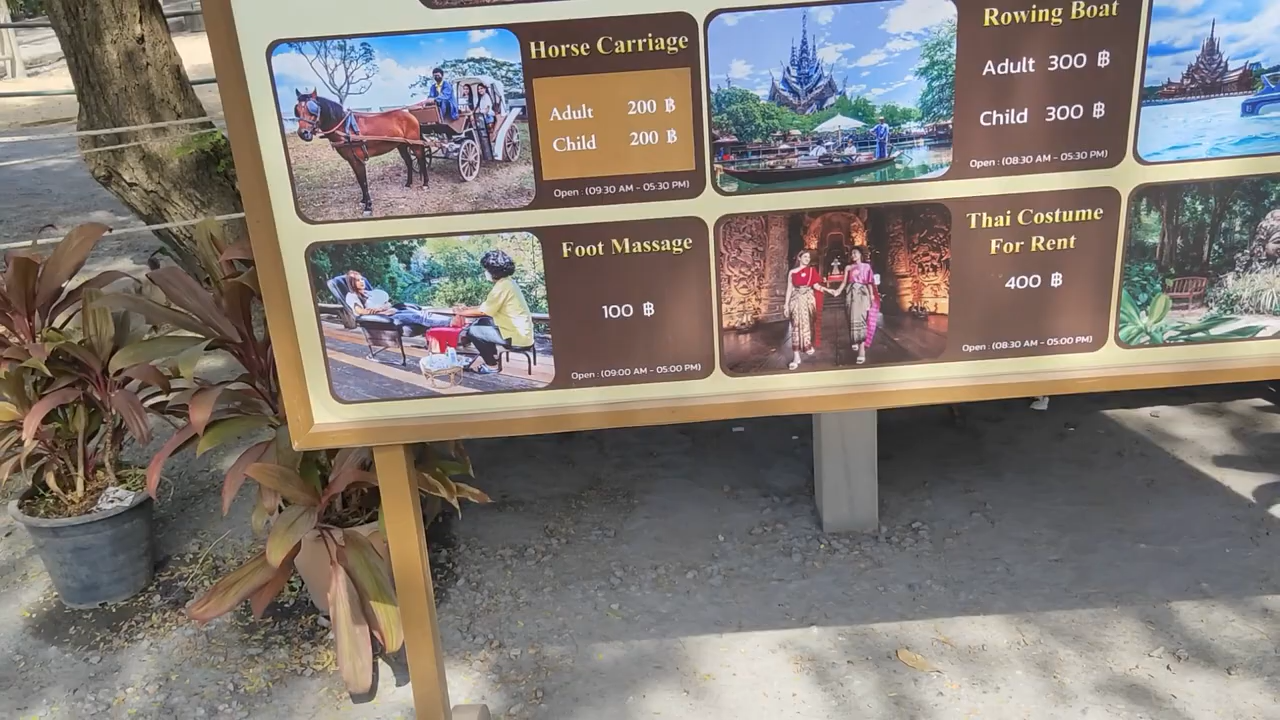 Horse Carriage
Adult 200 ฿
Child 200 ฿
Open : (09:30 AM - 05:30 PM)
Rowing Boat
Adult 300 ฿
Child 300 ฿
Open : (08:30 AM - 05:30 PM)
Foot Massage
100 ฿
Open : (09:00 AM - 05:00 PM)
Thai Costume
For Rent
400 ฿
Open : (08:30 AM - 05:00 PM)